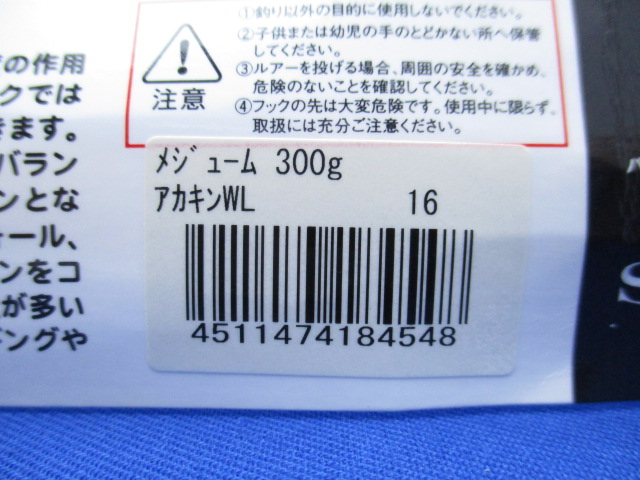 ①釣り以外の目的に使用しないでください。
②子供または幼児の手のとどかない所へ保管
してください。
③ルアーを投げる場合、周囲の安全を確かめ、
危険のないことを確認してください。
④フックの先は大変危険です。使用中に限らず、
取扱には充分ご注意ください。
注意
の作用
クでは
きます。
バラン
ンとな
ォール、
ンをコ
が多い
ギングや
ﾒｼﾞｭｰﾑ 300g
ｱｶｷﾝWL 16
4511474184548
S